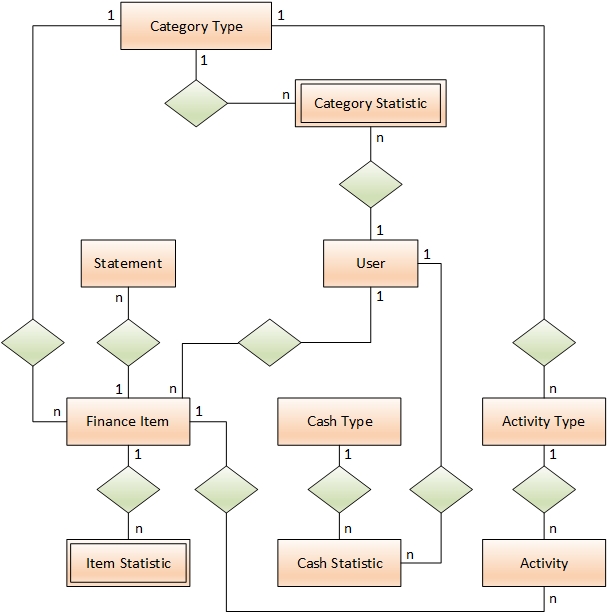 1 Category Type 1
1
n Category Statistic
n
1
Statement User 1
n 1
1 n n
n Finance Item 1 Cash Type Activity Type
1 1 1
n n n
Item Statistic Cash Statistic n Activity
n